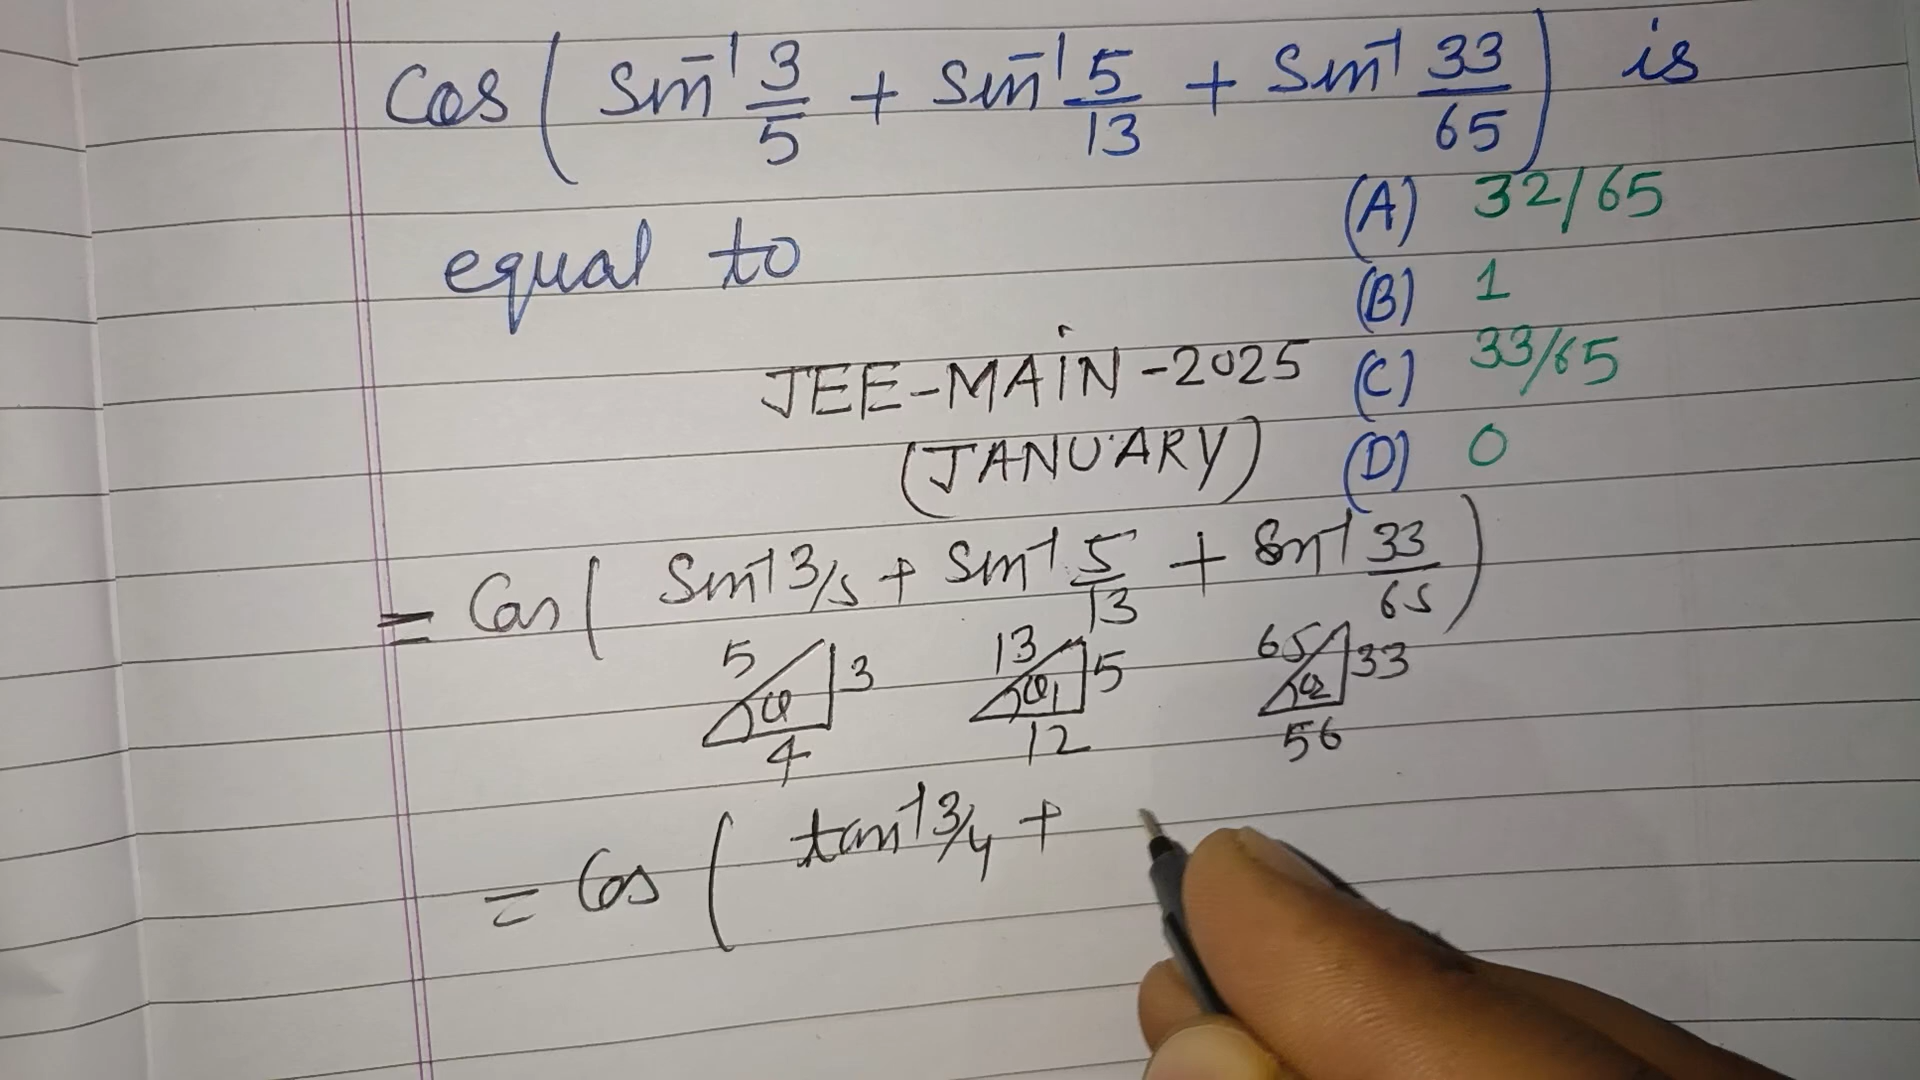 Cos ( Sin⁻¹ 3/5 + Sin⁻¹ 5/13 + Sin⁻¹ 33/65 ) is
equal to
(A) 32/65
(B) 1
(C) 33/65
(D) 0
JEE-MAIN-2025
(JANUARY)
= Cos ( Sin⁻¹ 3/5 + Sin⁻¹ 5/13 + Sin⁻¹ 33/65 )
5 3 13 5 65 33
4 12 56
= Cos ( tan⁻¹ 3/4 +